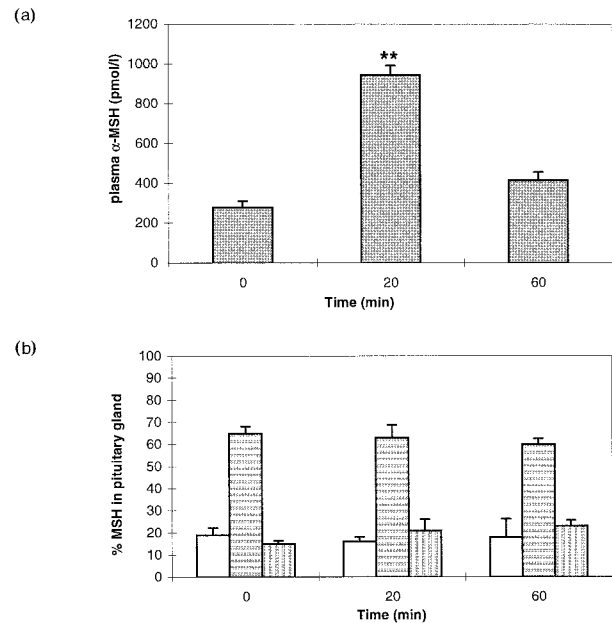 (a)
plasma α-MSH (pmol/l)
1200
1000
800
600
400
200
0
**
0 20 60
Time (min)
(b)
% MSH in pituitary gland
100
90
80
70
60
50
40
30
20
10
0
0 20 60
Time (min)